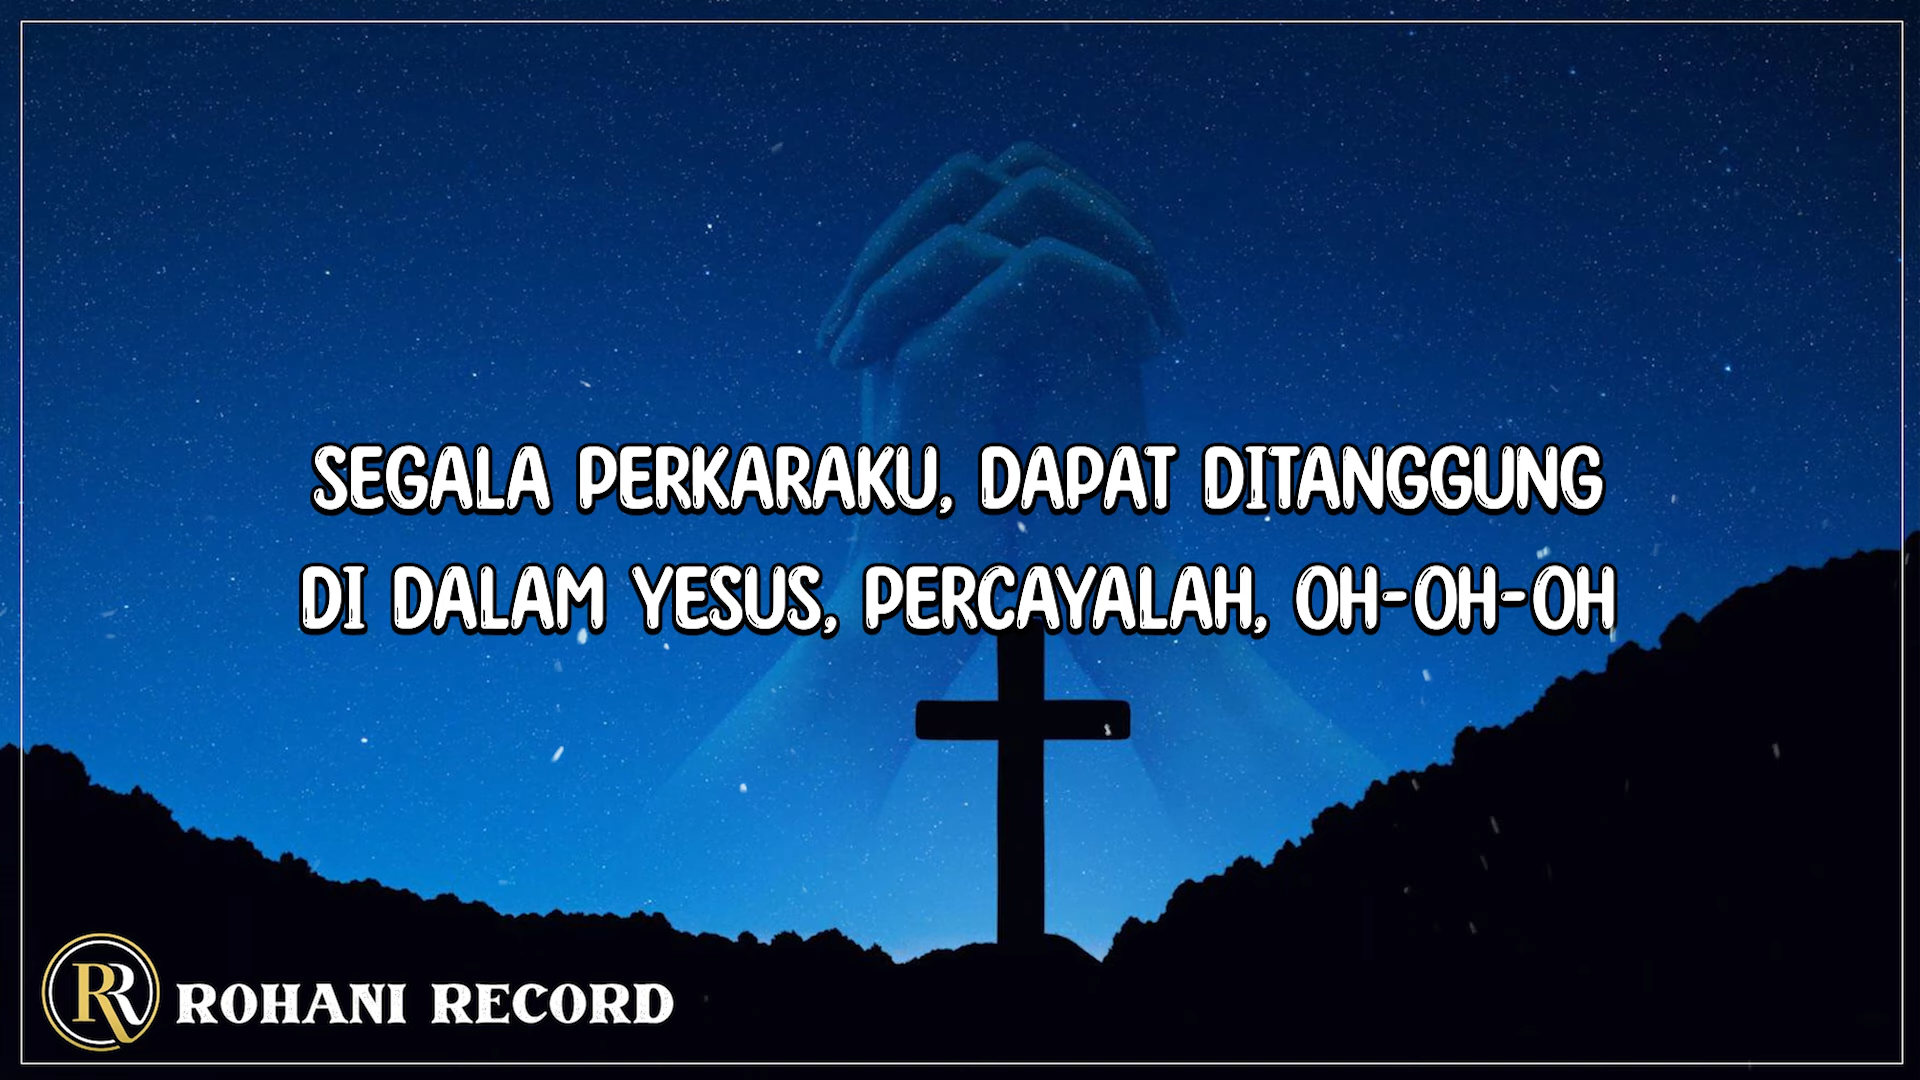 SEGALA PERKARAKU, DAPAT DITANGGUNG
DI DALAM YESUS, PERCAYALAH, OH-OH-OH
RR ROHANI RECORD